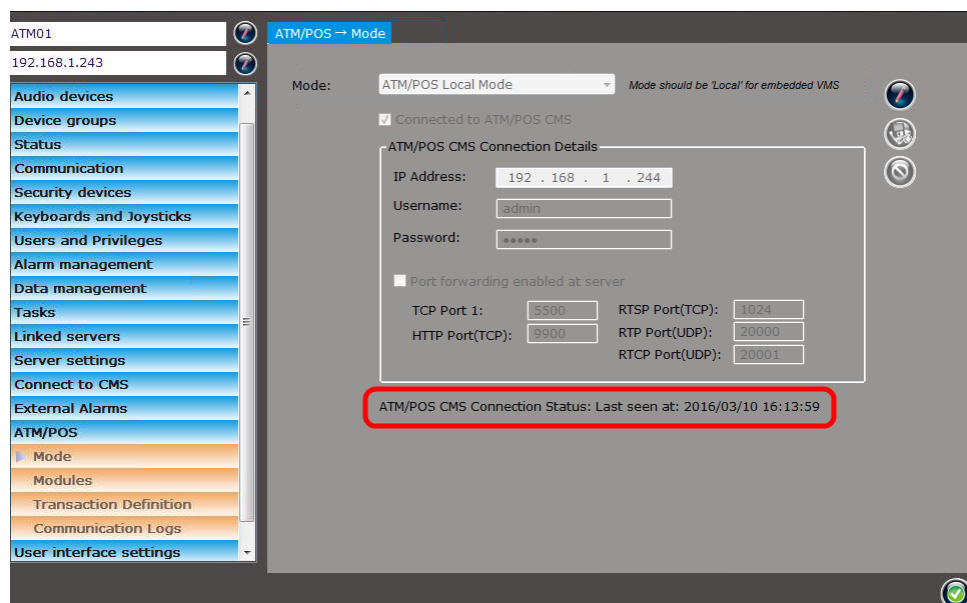 ATM01
192.168.1.243
Audio devices
Device groups
Status
Communication
Security devices
Keyboards and Joysticks
Users and Privileges
Alarm management
Data management
Tasks
Linked servers
Server settings
Connect to CMS
External Alarms
ATM/POS
Mode
Modules
Transaction Definition
Communication Logs
User interface settings
ATM/POS → Mode
Mode: ATM/POS Local Mode Mode should be 'Local' for embedded VMS
Connected to ATM/POS CMS
ATM/POS CMS Connection Details
IP Address: 192 . 168 . 1 . 244
Username: admin
Password: •••••
Port forwarding enabled at server
TCP Port 1: 5500 RTSP Port(TCP): 1024
HTTP Port(TCP): 9900 RTP Port(UDP): 20000
RTCP Port(UDP): 20001
ATM/POS CMS Connection Status: Last seen at: 2016/03/10 16:13:59